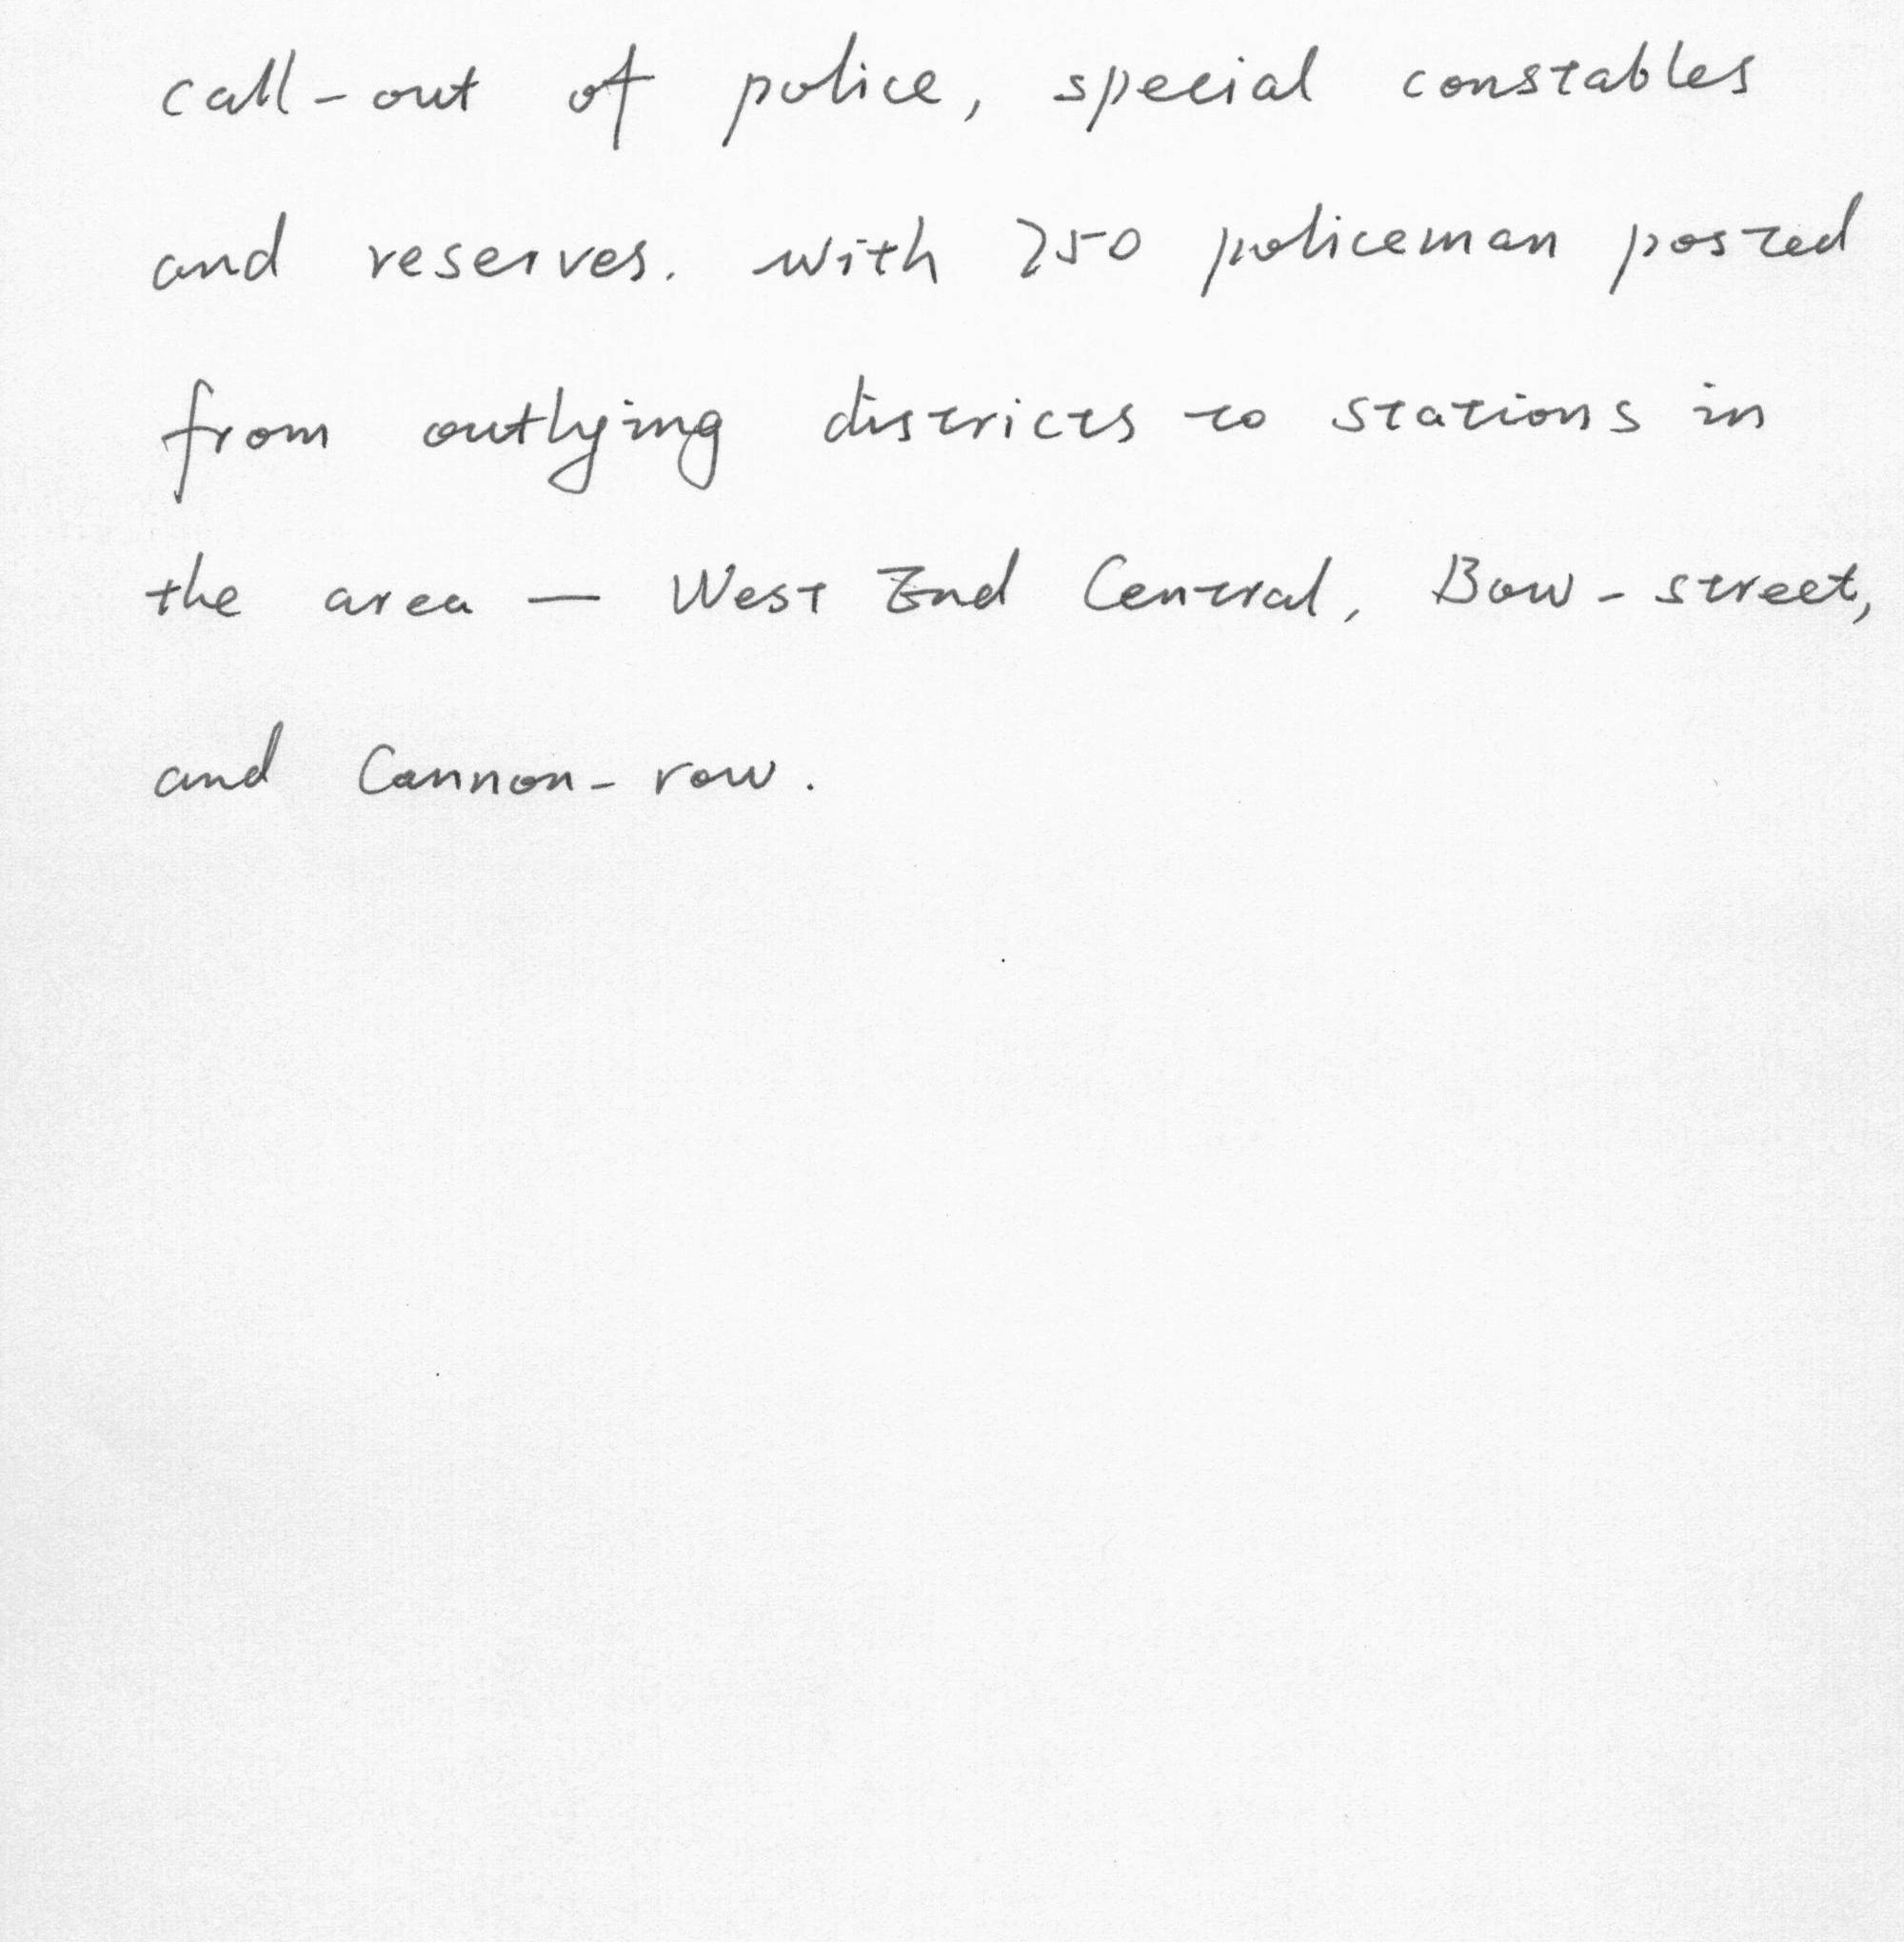 call-out of police, special constables
and reserves. with 250 policeman posted
from outlying districts to stations in
the area — West End Central, Bow-street,
and Cannon-row.